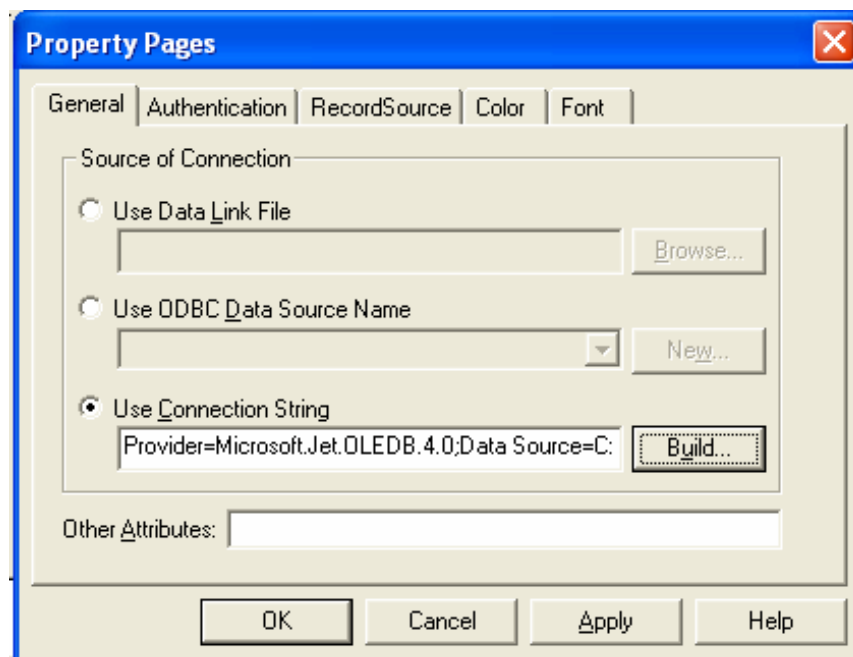 Property Pages
General Authentication RecordSource Color Font
Source of Connection
Use Data Link File
Browse...
Use ODBC Data Source Name
New...
Use Connection String
Provider=Microsoft.Jet.OLEDB.4.0;Data Source=C: Build...
Other Attributes:
OK Cancel Apply Help